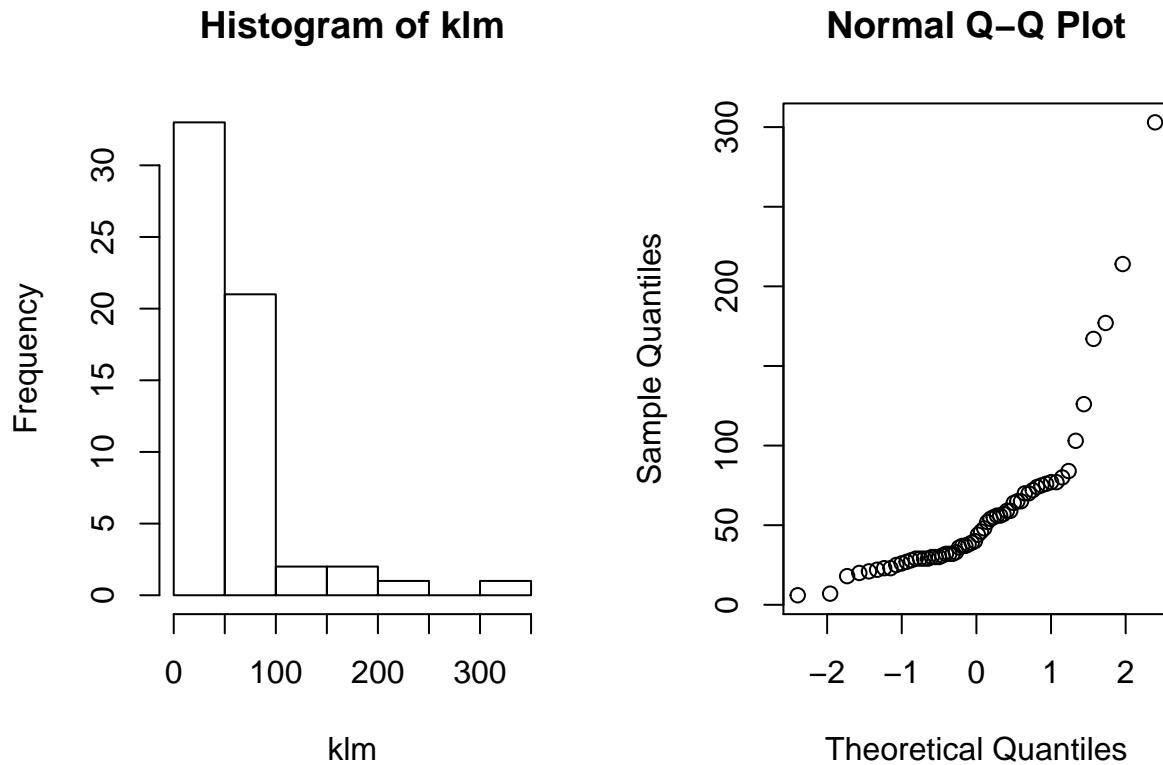 Histogram of klm
Frequency
30
25
20
15
10
5
0
0 100 200 300
klm
Normal Q−Q Plot
Sample Quantiles
300
200
100
50
0
−2 −1 0 1 2
Theoretical Quantiles